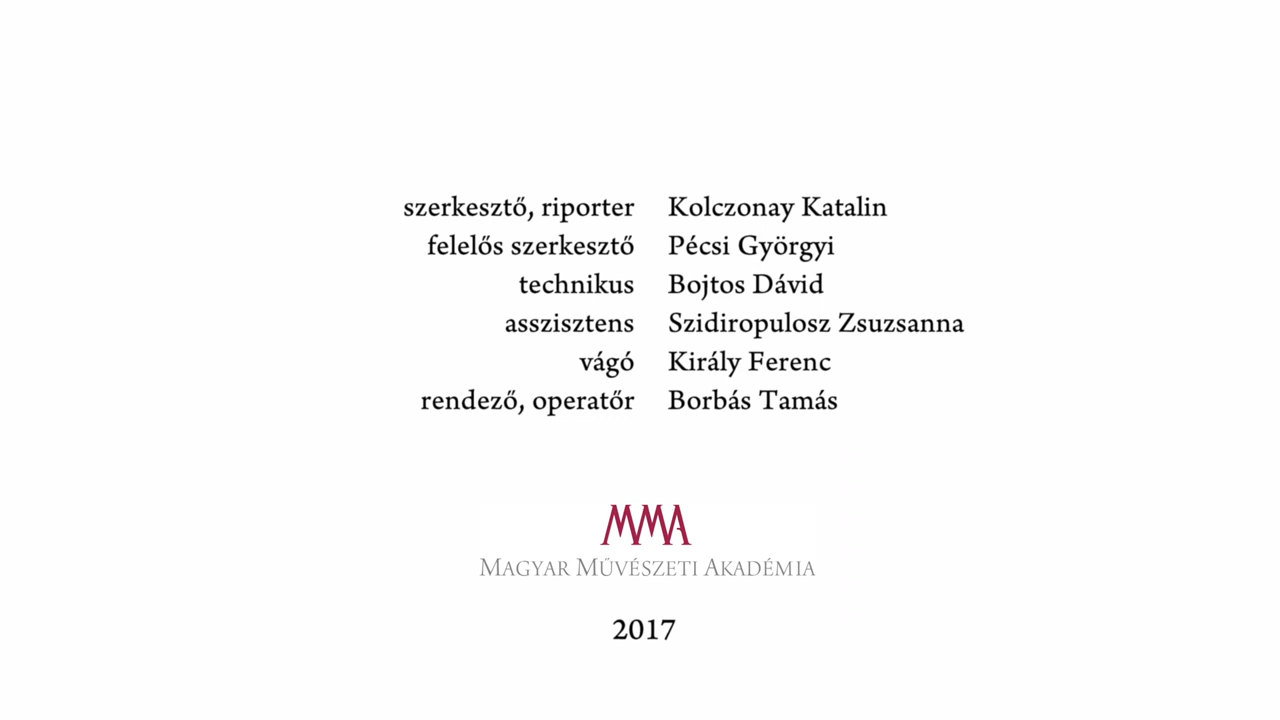 szerkesztő, riporter Kolczonay Katalin
felelős szerkesztő Pécsi Györgyi
technikus Bojtos Dávid
asszisztens Szidiropulosz Zsuzsanna
vágó Király Ferenc
rendező, operatőr Borbás Tamás
MMA
MAGYAR MŰVÉSZETI AKADÉMIA
2017